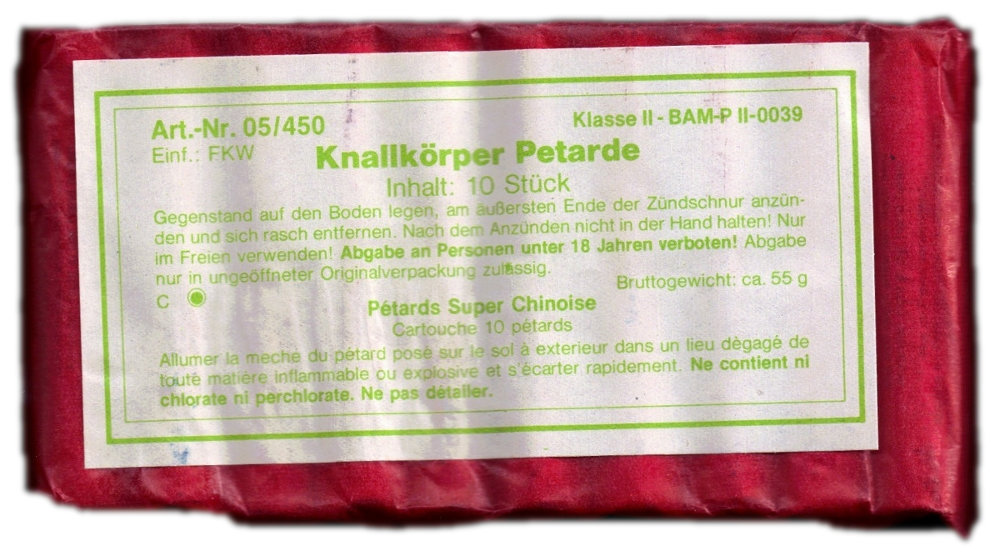 Art.-Nr. 05/450
Klasse II - BAM-P II-0039
Einf.: FKW
Knallkörper Petarde
Inhalt: 10 Stück
Gegenstand auf den Boden legen, am äußersten Ende der Zündschnur anzün-
den und sich rasch entfernen. Nach dem Anzünden nicht in der Hand halten! Nur
im Freien verwenden! Abgabe an Personen unter 18 Jahren verboten! Abgabe
nur in ungeöffneter Originalverpackung zulässig.
Bruttogewicht: ca. 55 g
C
Pétards Super Chinoise
Cartouche 10 pétards
Allumer la meche du pétard posé sur le sol à exterieur dans un lieu dègagé de
touté matière inflammable ou explosive et s'écarter rapidement. Ne contient ni
chlorate ni perchlorate. Ne pas détailer.